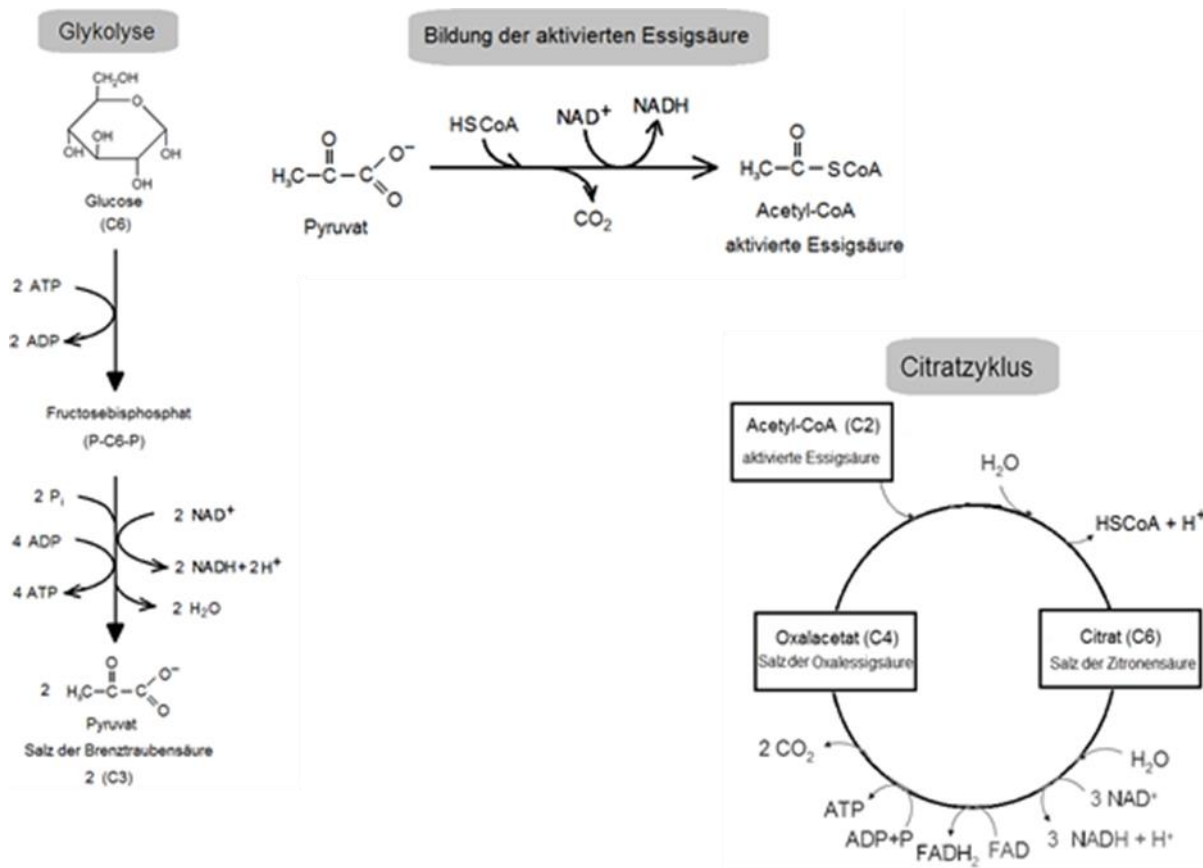 Glykolyse
CH₂OH
O
OH
OH
OH
OH
OH
Glucose
(C6)
2 ATP
2 ADP
Fructosebisphosphat
(P-C6-P)
2 Pᵢ
2 NAD⁺
4 ADP
2 NADH + 2H⁺
4 ATP
2 H₂O
2 H₃C–C–C O O⁻ O
Pyruvat
Salz der Brenztraubensäure
2 (C3)
Bildung der aktivierten Essigsäure
HSCoA
NAD⁺
NADH
H₃C–C–C O O⁻ O
Pyruvat
CO₂
O
H₃C–C–SCoA
Acetyl-CoA
aktivierte Essigsäure
Citratzyklus
Acetyl-CoA (C2)
aktivierte Essigsäure
H₂O
HSCoA + H⁺
Oxalacetat (C4)
Salz der Oxalessigsäure
Citrat (C6)
Salz der Zitronensäure
2 CO₂
H₂O
ATP
3 NAD⁺
ADP+P
FADH₂
FAD
3 NADH + H⁺